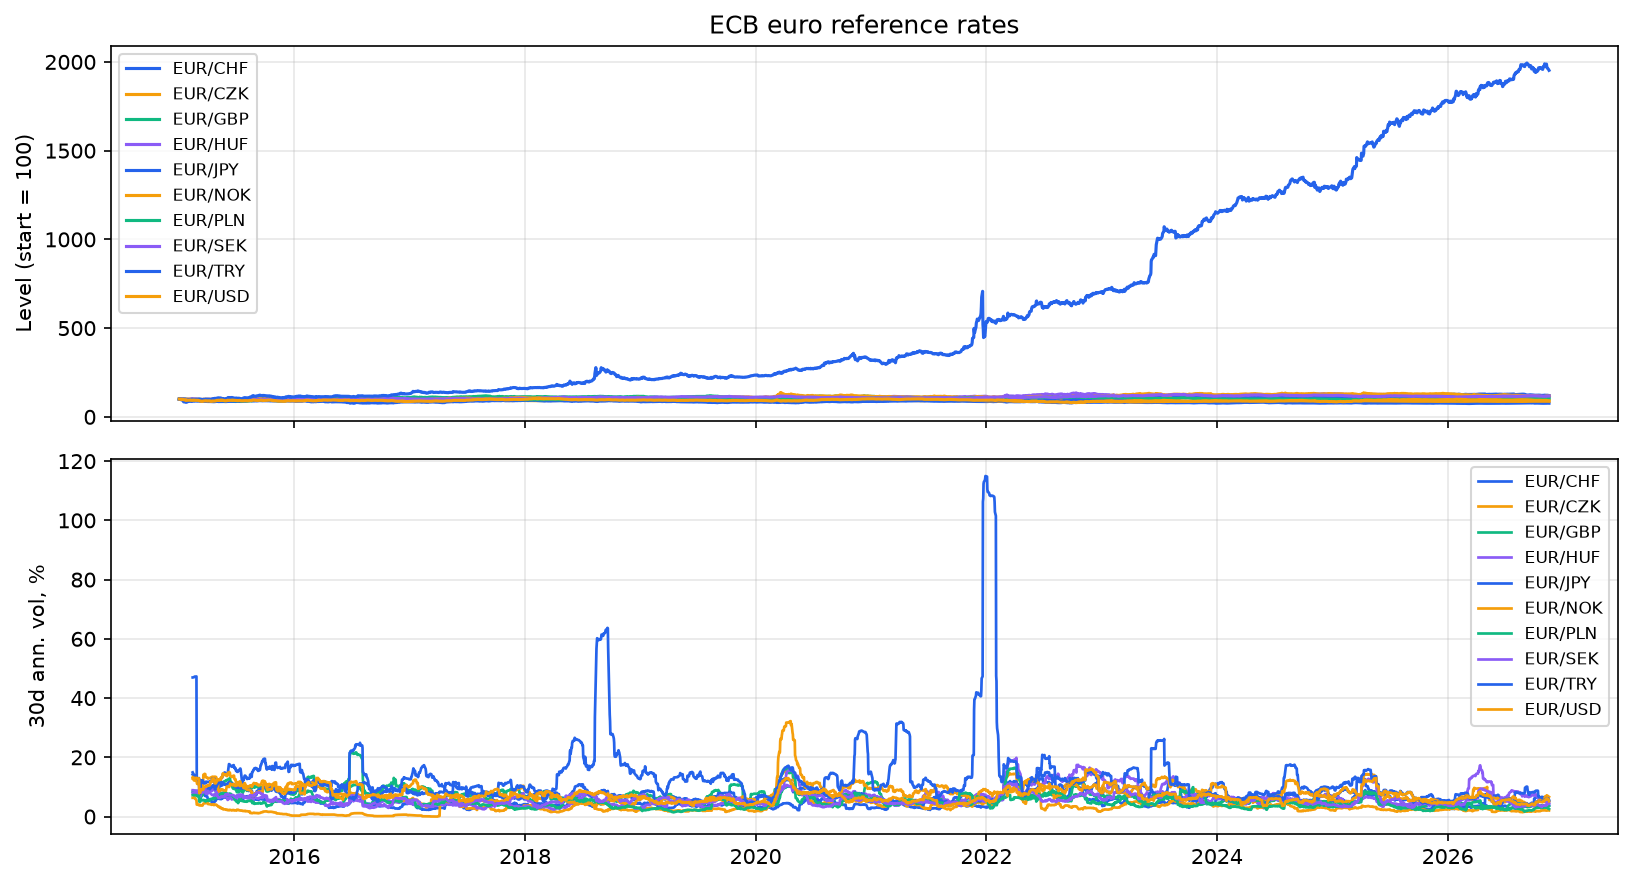 ECB euro reference rates
Level (start = 100)
2000
1500
1000
500
0
EUR/CHF
EUR/CZK
EUR/GBP
EUR/HUF
EUR/JPY
EUR/NOK
EUR/PLN
EUR/SEK
EUR/TRY
EUR/USD
30d ann. vol, %
120
100
80
60
40
20
0
EUR/CHF
EUR/CZK
EUR/GBP
EUR/HUF
EUR/JPY
EUR/NOK
EUR/PLN
EUR/SEK
EUR/TRY
EUR/USD
2016 2018 2020 2022 2024 2026